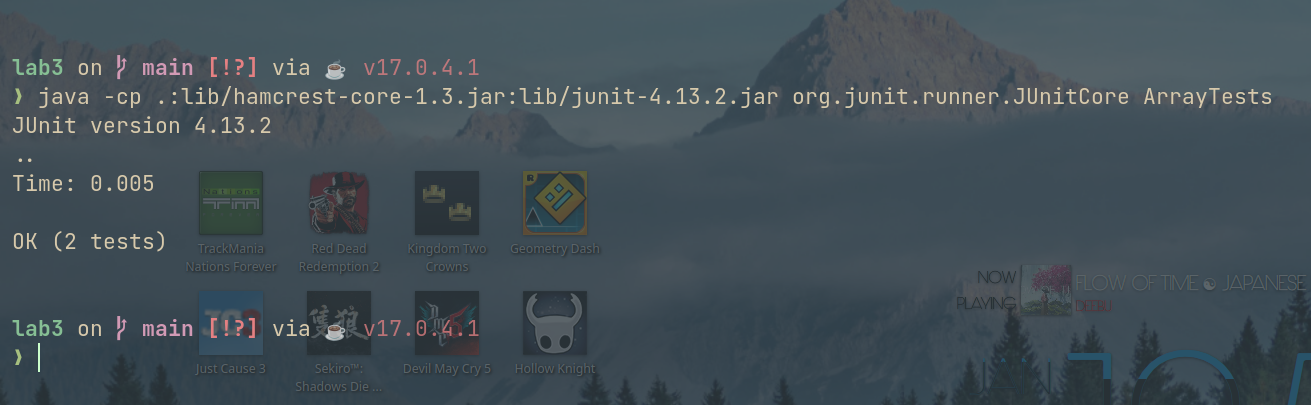 lab3 on main [!?] via v17.0.4.1
❱ java -cp .:lib/hamcrest-core-1.3.jar:lib/junit-4.13.2.jar org.junit.runner.JUnitCore ArrayTests
JUnit version 4.13.2
..
Time: 0.005
OK (2 tests)
TrackMania
Nations Forever
Red Dead
Redemption 2
Kingdom Two
Crowns
Geometry Dash
NOW
PLAYING
FLOW OF TIME ☯ JAPANESE
lab3 on main [!?] via v17.0.4.1
❱
隻狼
Just Cause 3
Sekiro™:
Shadows Die ...
Devil May Cry 5
Hollow Knight